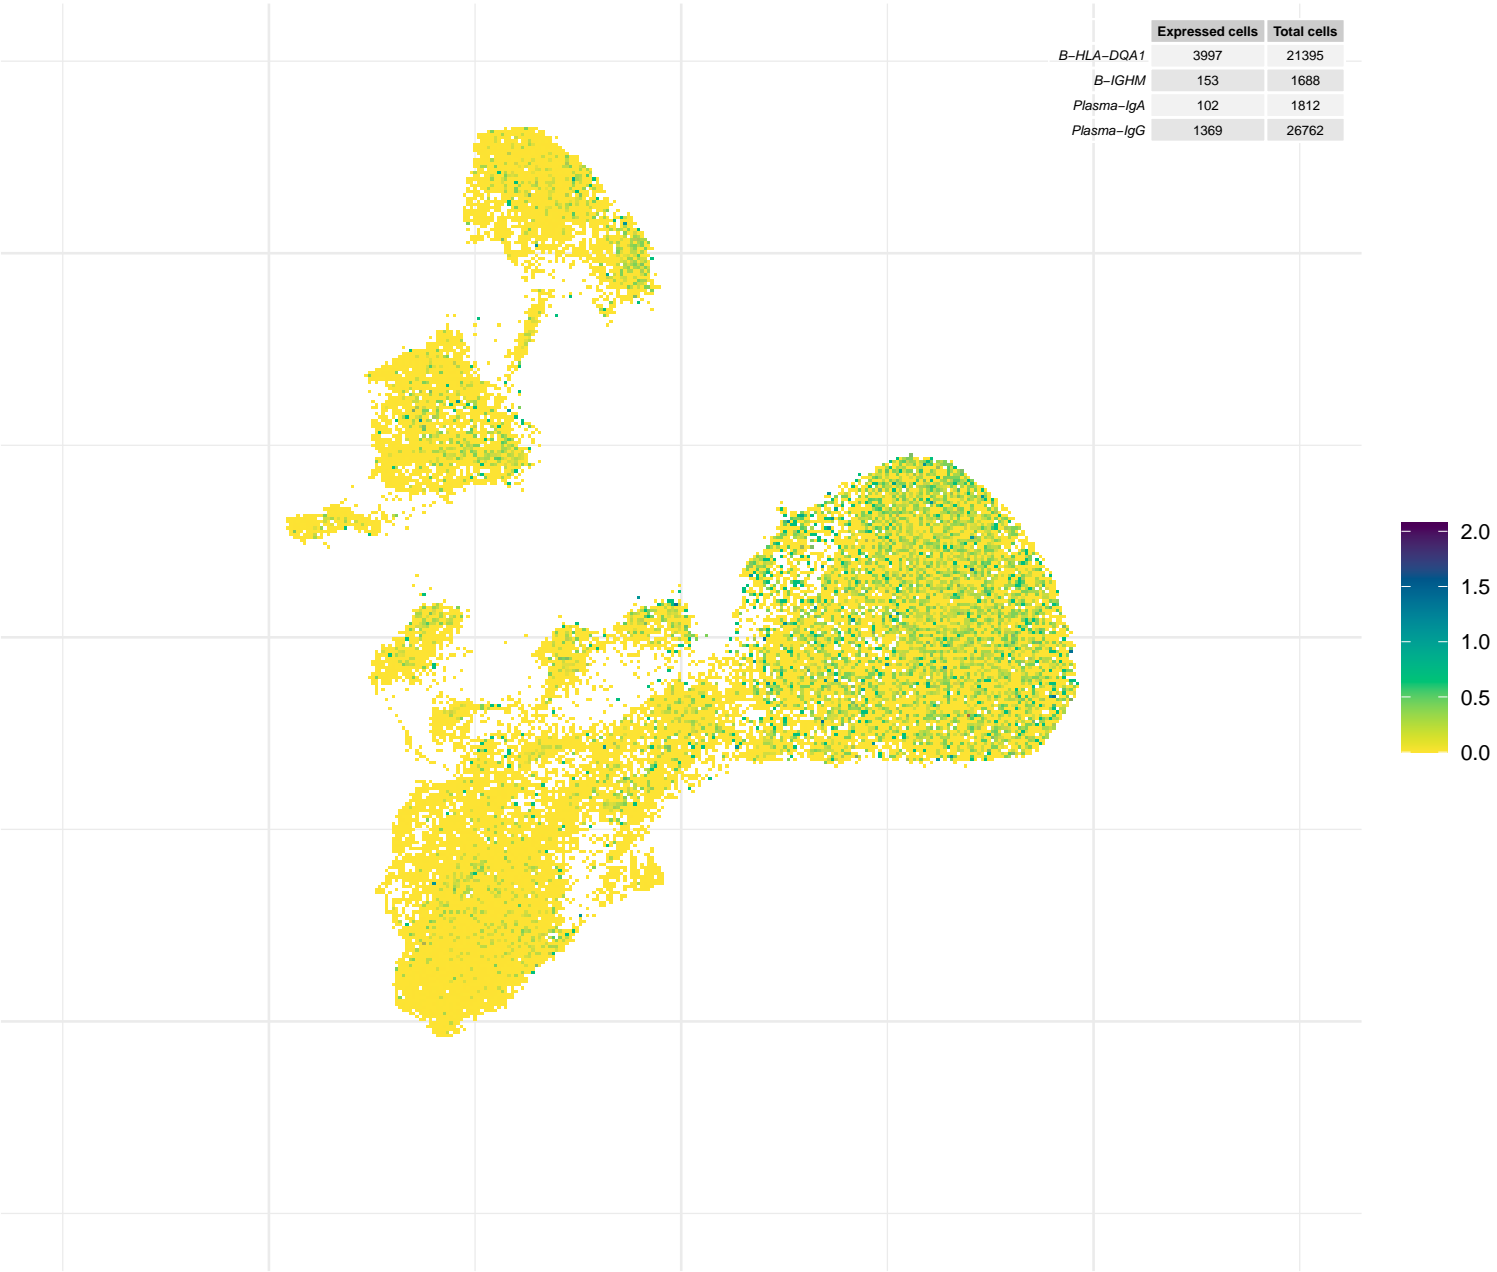 Expressed cells Total cells
B−HLA−DQA1 3997 21395
B−IGHM 153 1688
Plasma−IgA 102 1812
Plasma−IgG 1369 26762
2.0
1.5
1.0
0.5
0.0